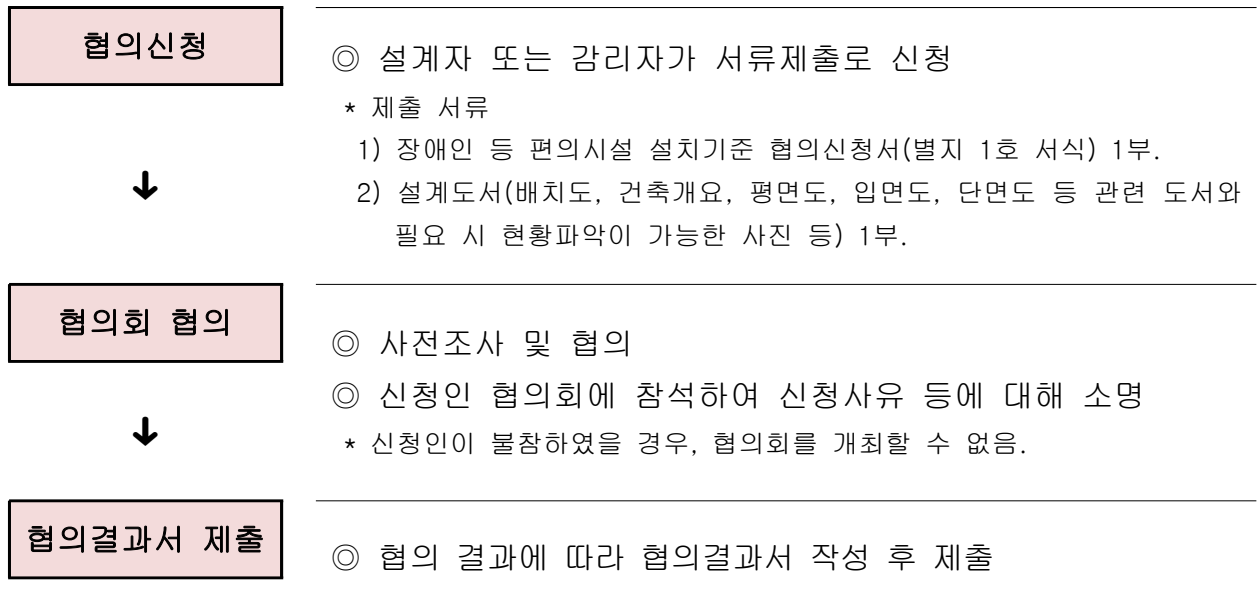 협의신청
◎ 설계자 또는 감리자가 서류제출로 신청
* 제출 서류
1) 장애인 등 편의시설 설치기준 협의신청서(별지 1호 서식) 1부.
2) 설계도서(배치도, 건축개요, 평면도, 입면도, 단면도 등 관련 도서와
필요 시 현황파악이 가능한 사진 등) 1부.
↓
협의회 협의
◎ 사전조사 및 협의
◎ 신청인 협의회에 참석하여 신청사유 등에 대해 소명
* 신청인이 불참하였을 경우, 협의회를 개최할 수 없음.
↓
협의결과서 제출
◎ 협의 결과에 따라 협의결과서 작성 후 제출